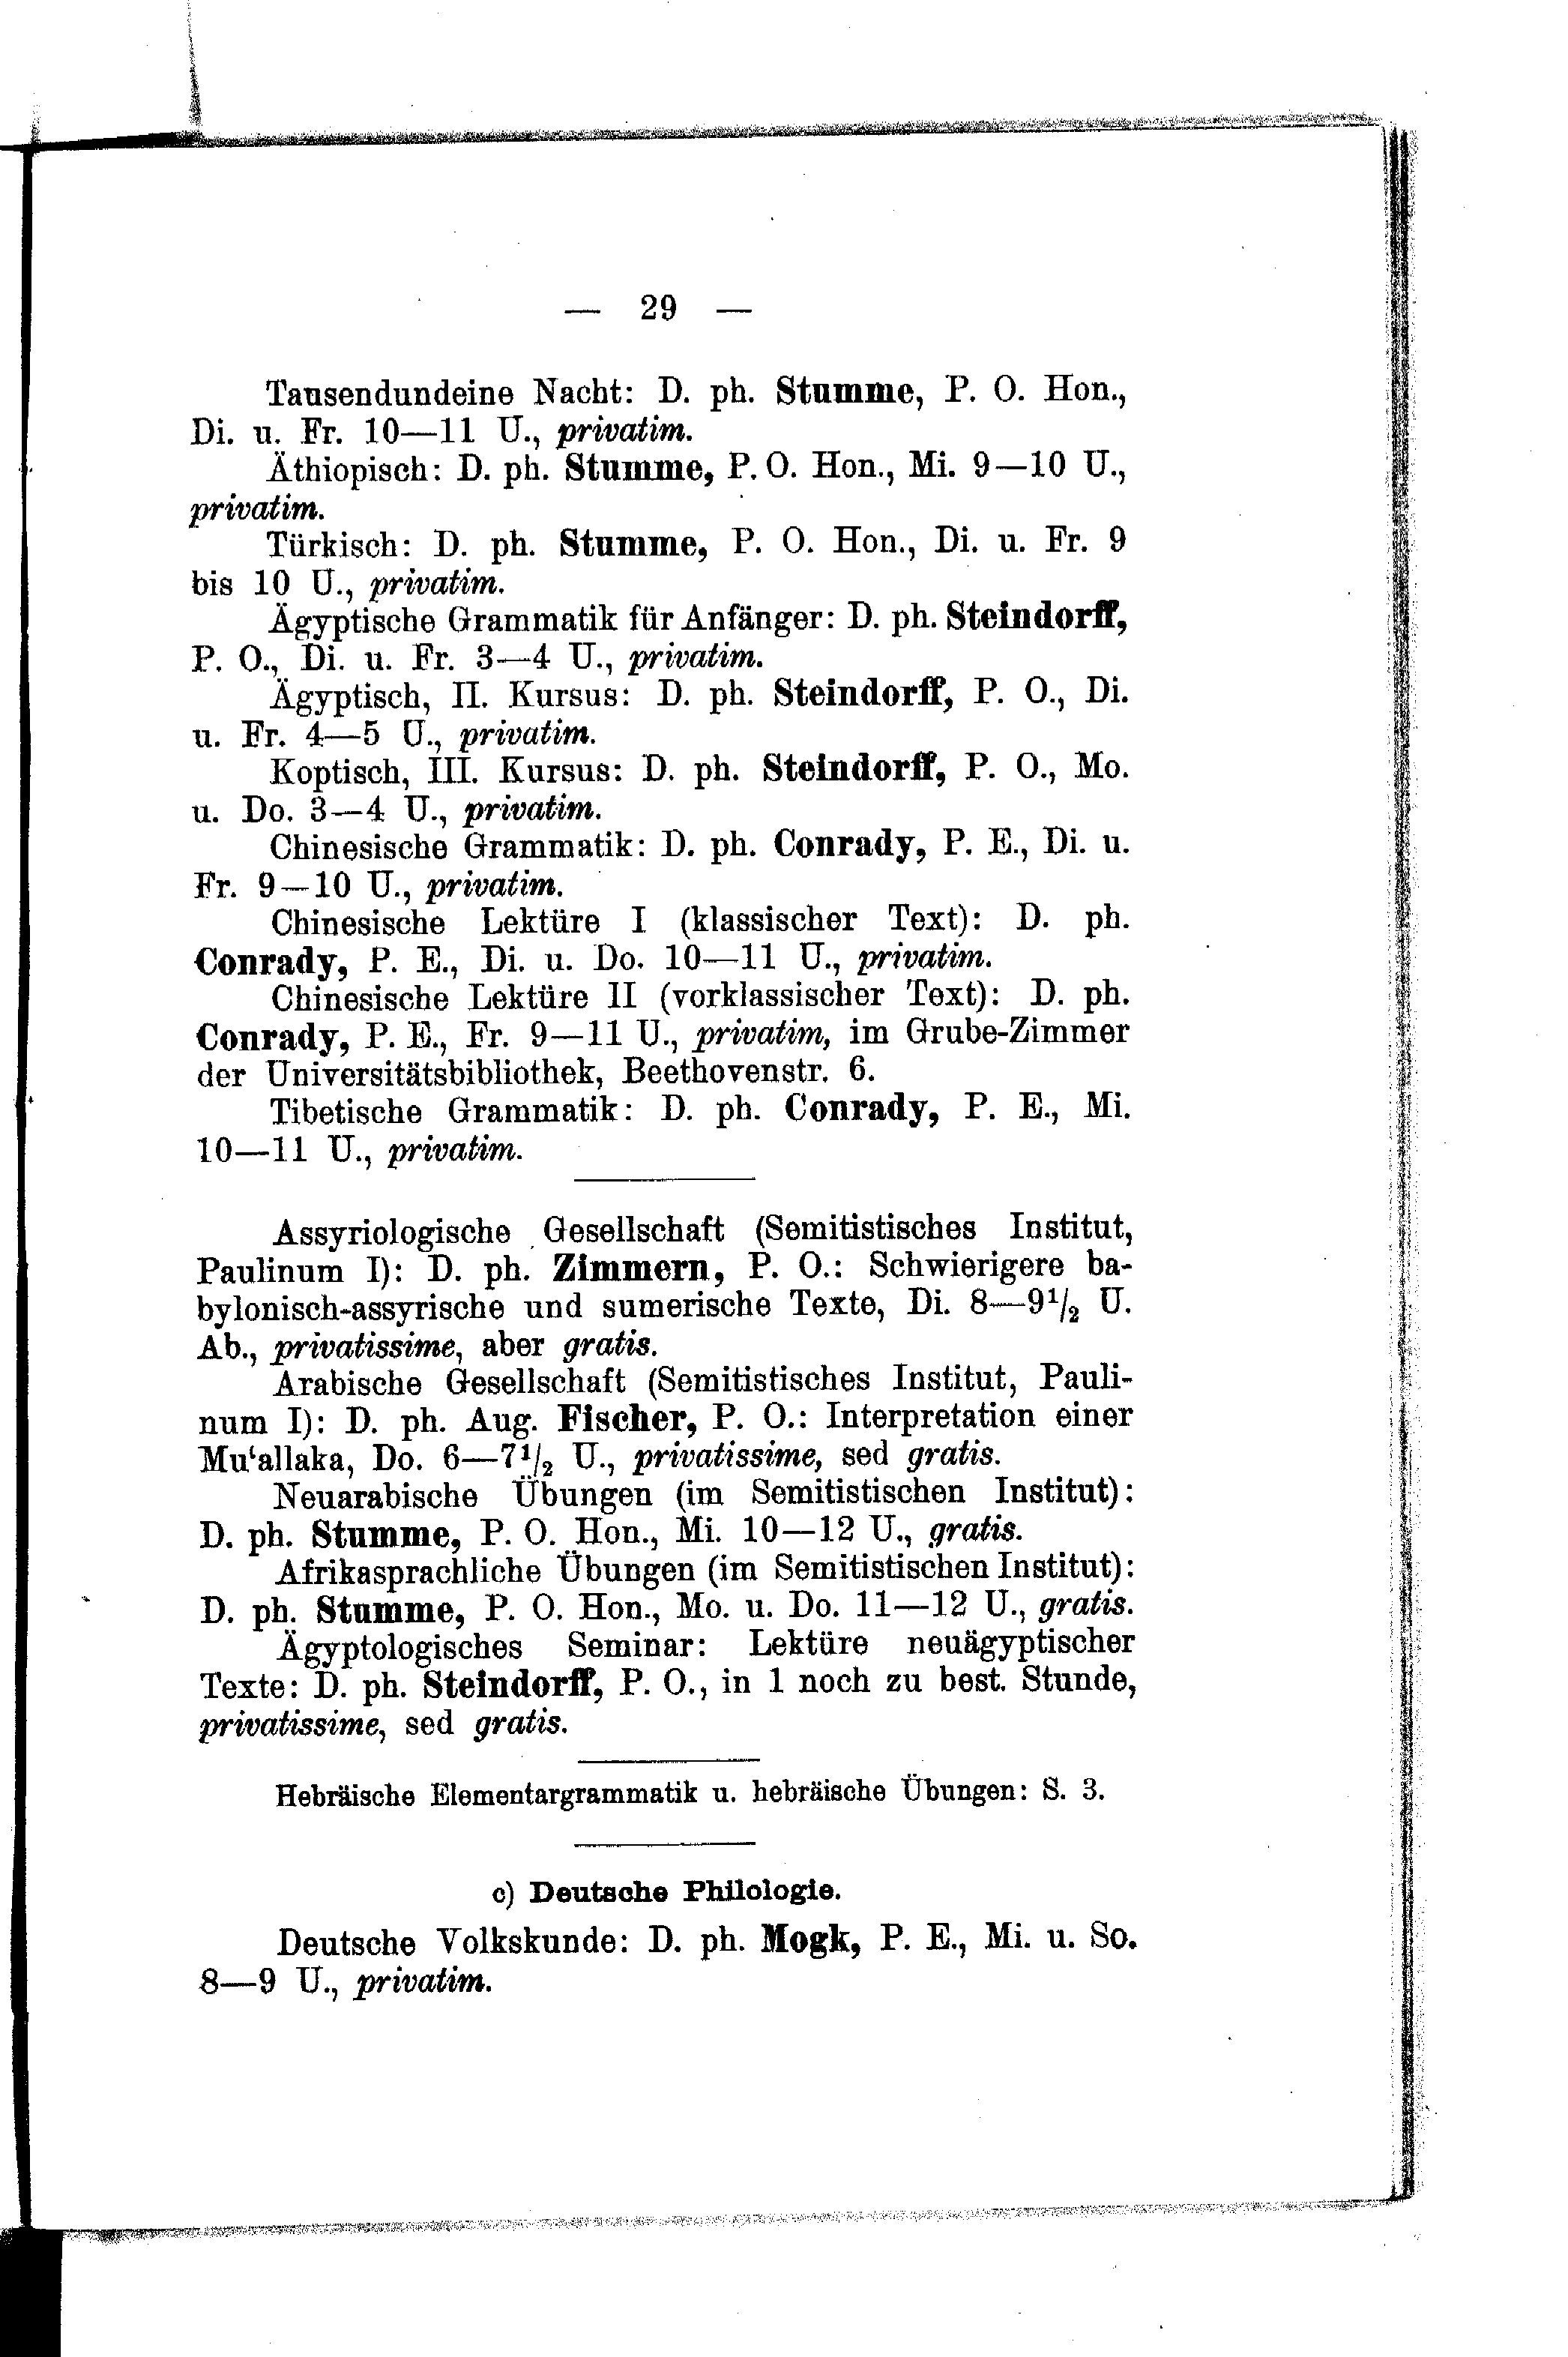 — 29 —
Tausendundeine Nacht: D. ph. Stumme, P. O. Hon.,
Di. u. Fr. 10—11 U., privatim.
Äthiopisch: D. ph. Stumme, P. O. Hon., Mi. 9—10 U.,
privatim.
Türkisch: D. ph. Stumme, P. O. Hon., Di. u. Fr. 9
bis 10 U., privatim.
Ägyptische Grammatik für Anfänger: D. ph. Steindorff,
P. O., Di. u. Fr. 3—4 U., privatim.
Ägyptisch, II. Kursus: D. ph. Steindorff, P. O., Di.
u. Fr. 4—5 U., privatim.
Koptisch, III. Kursus: D. ph. Steindorff, P. O., Mo.
u. Do. 3—4 U., privatim.
Chinesische Grammatik: D. ph. Conrady, P. E., Di. u.
Fr. 9—10 U., privatim.
Chinesische Lektüre I (klassischer Text): D. ph.
Conrady, P. E., Di. u. Do. 10—11 U., privatim.
Chinesische Lektüre II (vorklassischer Text): D. ph.
Conrady, P. E., Fr. 9—11 U., privatim, im Grube-Zimmer
der Universitätsbibliothek, Beethovenstr. 6.
Tibetische Grammatik: D. ph. Conrady, P. E., Mi.
10—11 U., privatim.
Assyriologische Gesellschaft (Semitistisches Institut,
Paulinum I): D. ph. Zimmern, P. O.: Schwierigere ba-
bylonisch-assyrische und sumerische Texte, Di. 8—9½ U.
Ab., privatissime, aber gratis.
Arabische Gesellschaft (Semitistisches Institut, Pauli-
num I): D. ph. Aug. Fischer, P. O.: Interpretation einer
Mu‘allaka, Do. 6—7½ U., privatissime, sed gratis.
Neuarabische Übungen (im Semitistischen Institut):
D. ph. Stumme, P. O. Hon., Mi. 10—12 U., gratis.
Afrikasprachliche Übungen (im Semitistischen Institut):
D. ph. Stumme, P. O. Hon., Mo. u. Do. 11—12 U., gratis.
Ägyptologisches Seminar: Lektüre neuägyptischer
Texte: D. ph. Steindorff, P. O., in 1 noch zu best. Stunde,
privatissime, sed gratis.
Hebräische Elementargrammatik u. hebräische Übungen: S. 3.
c) Deutsche Philologie.
Deutsche Volkskunde: D. ph. Mogk, P. E., Mi. u. So.
8—9 U., privatim.